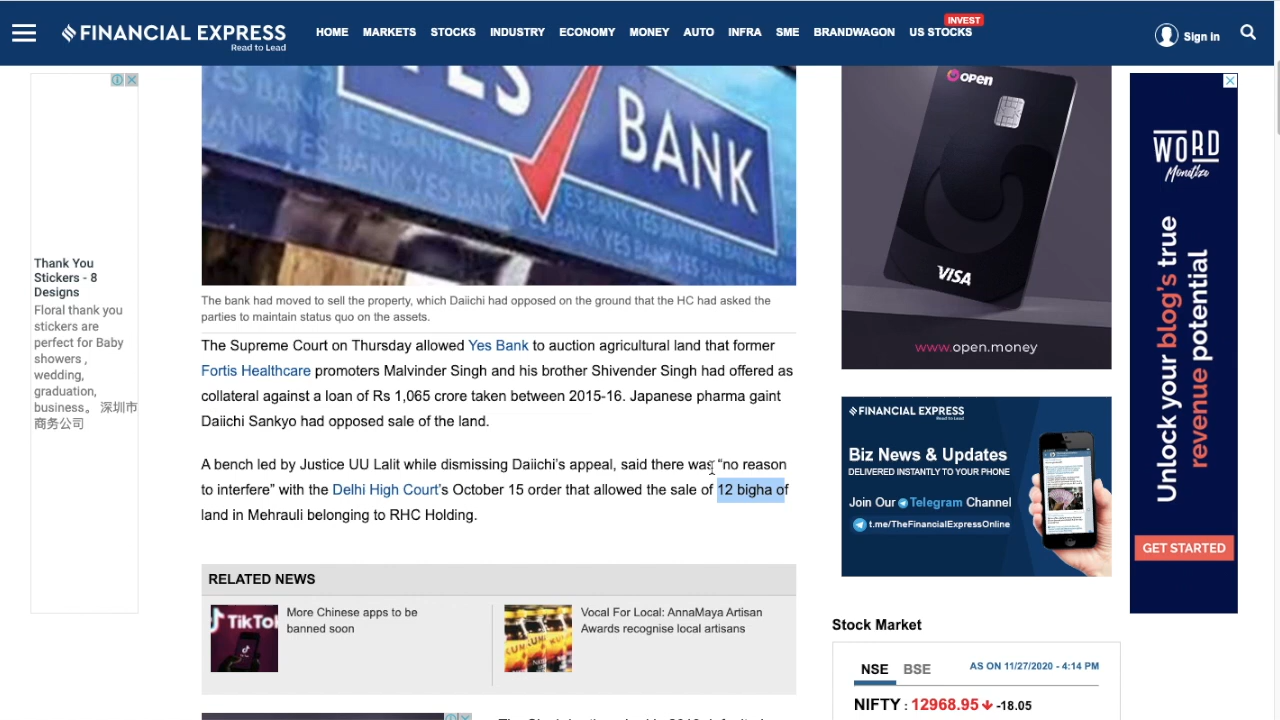 FINANCIAL EXPRESS
Read to Lead
HOME MARKETS STOCKS INDUSTRY ECONOMY MONEY AUTO INFRA SME BRANDWAGON US STOCKS
INVEST
Sign in
Thank You
Stickers - 8
Designs
Floral thank you
stickers are
perfect for Baby
showers ,
wedding,
graduation,
business。 深圳市
商务公司
YES BANK
The bank had moved to sell the property, which Daiichi had opposed on the ground that the HC had asked the
parties to maintain status quo on the assets.
The Supreme Court on Thursday allowed Yes Bank to auction agricultural land that former
Fortis Healthcare promoters Malvinder Singh and his brother Shivender Singh had offered as
collateral against a loan of Rs 1,065 crore taken between 2015-16. Japanese pharma gaint
Daiichi Sankyo had opposed sale of the land.
A bench led by Justice UU Lalit while dismissing Daiichi's appeal, said there was “no reason
to interfere” with the Delhi High Court's October 15 order that allowed the sale of 12 bigha of
land in Mehrauli belonging to RHC Holding.
RELATED NEWS
TikTok
More Chinese apps to be
banned soon
Vocal For Local: AnnaMaya Artisan
Awards recognise local artisans
open
VISA
www.open.money
FINANCIAL EXPRESS
Read to Lead
Biz News & Updates
DELIVERED INSTANTLY TO YOUR PHONE
Join Our Telegram Channel
t.me/TheFinancialExpressOnline
Stock Market
NSE BSE AS ON 11/27/2020 - 4:14 PM
NIFTY : 12968.95 -18.05
WORD
Monetize
Unlock your blog's true
revenue potential
GET STARTED